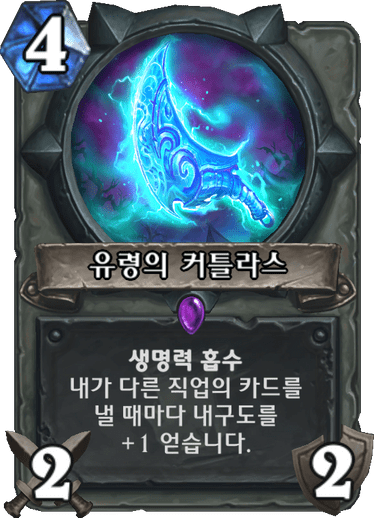 4
유령의 커틀라스
생명력 흡수
내가 다른 직업의 카드를
낼 때마다 내구도를
+1 얻습니다.
2
2